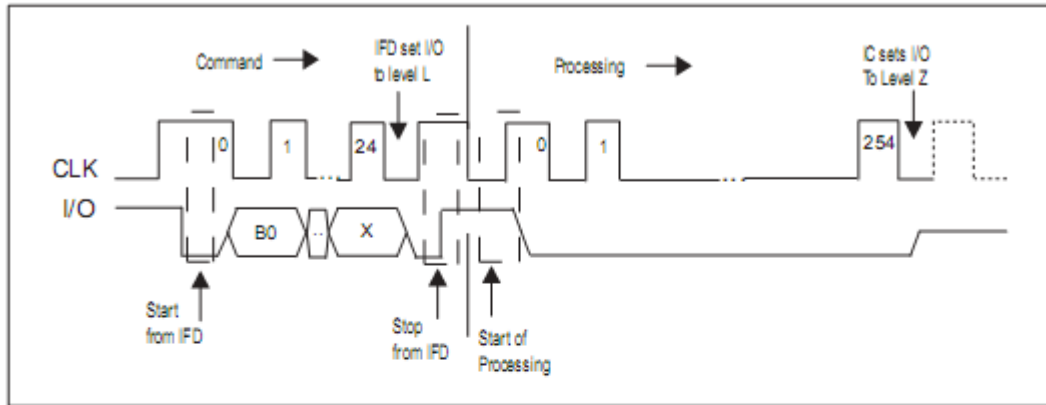 Command
IFD set I/O
to level L
Processing
IC sets I/O
To Level Z
CLK
0
1
....
24
0
1
...
254
I/O
B0
..
X
Start
from IFD
Stop
from IFD
Start of
Processing